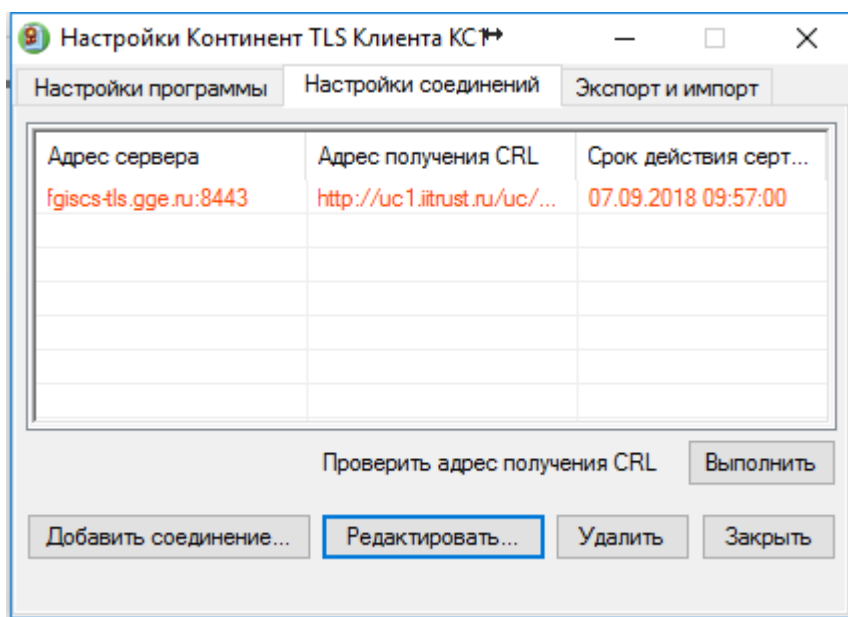 Настройки Континент TLS Клиента КС1
Настройки программы Настройки соединений Экспорт и импорт
Адрес сервера Адрес получения CRL Срок действия серт...
fgiscs-tls.gge.ru:8443 http://uc1.iitrust.ru/uc/... 07.09.2018 09:57:00
Проверить адрес получения CRL Выполнить
Добавить соединение... Редактировать... Удалить Закрыть